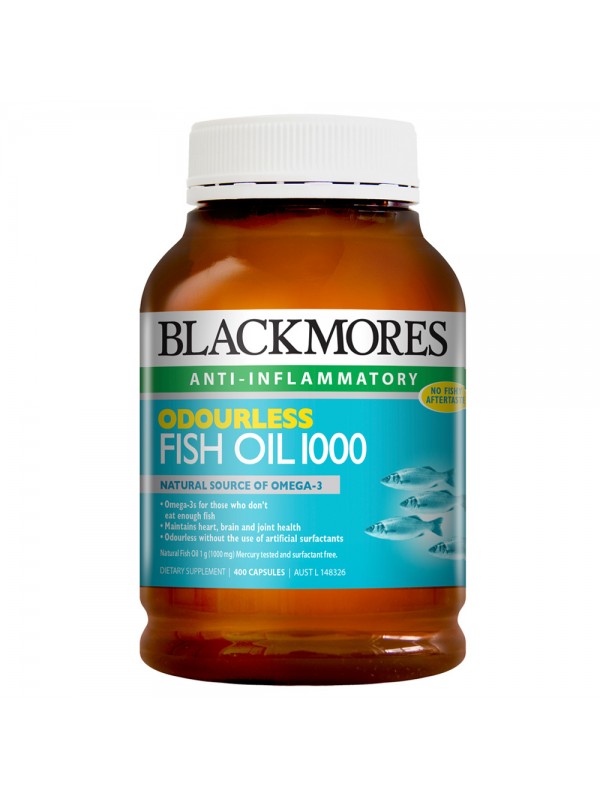 BLACKMORES
ANTI-INFLAMMATORY
NO FISHY
AFTERTASTE
ODOURLESS
FISH OIL 1000
NATURAL SOURCE OF OMEGA-3
• Omega-3s for those who don't
eat enough fish
• Maintains heart, brain and joint health
• Odourless without the use of artificial surfactants
Natural Fish Oil 1 g (1000 mg) Mercury tested and surfactant free.
DIETARY SUPPLEMENT | 400 CAPSULES | AUST L 148326